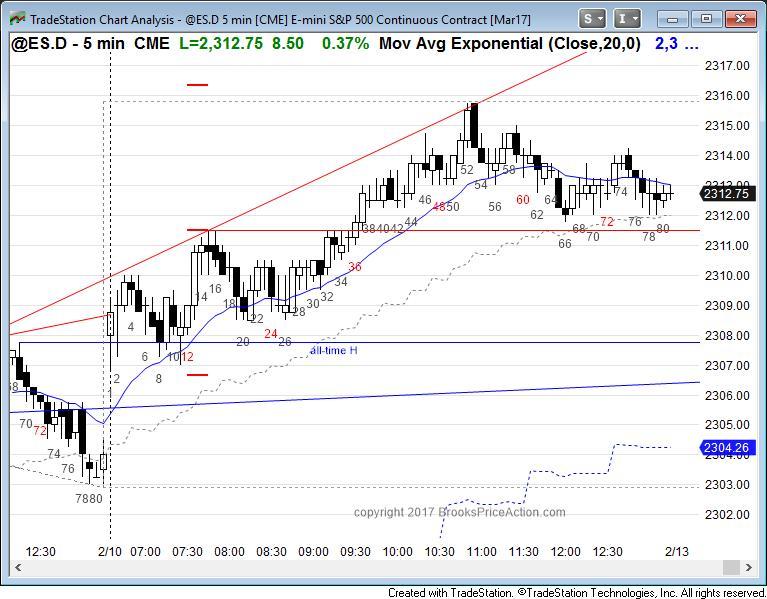 TradeStation Chart Analysis - @ES.D 5 min [CME] E-mini S&P 500 Continuous Contract [Mar17]
S I
@ES.D - 5 min CME L=2,312.75 8.50 0.37% Mov Avg Exponential (Close,20,0) 2,3 ...
2317.00
2316.00
2315.00
2314.00
2312.75
2312.00
2311.00
2310.00
2309.00
2308.00
2307.00
2306.00
2305.00
2304.26
2303.00
2302.00
52 58
54
46 48 50 56 60 62 64 74
38 40 42 44 66 68 70 72 76 78 80
36
34
14 16 18 28 30 32
4 20 22 24 26
6 10 12
all-time H
2 8
70 72
74
76
78 80
copyright 2017 BrooksPriceAction.com
12:30 2/10 07:00 07:30 08:00 08:30 09:00 09:30 10:00 10:30 11:00 11:30 12:00 12:30 2/13
Created with TradeStation. ©TradeStation Technologies, Inc. All rights reserved.